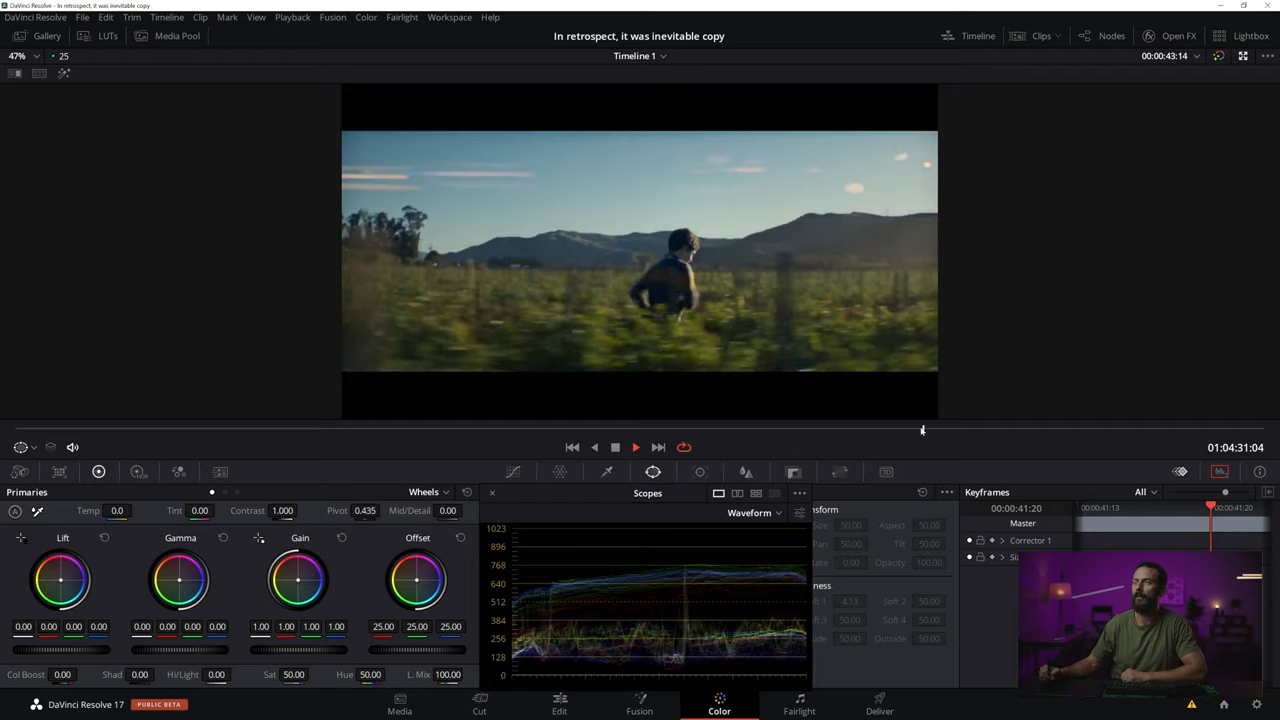 DaVinci Resolve - In retrospect, it was inevitable copy
DaVinci Resolve File Edit Trim Timeline Clip Mark View Playback Fusion Color Fairlight Workspace Help
Gallery LUTs Media Pool In retrospect, it was inevitable copy Timeline Clips Nodes Open FX Lightbox
47% 25 Timeline 1 00:00:43:14
01:04:31:04
Primaries Wheels Scopes Keyframes All
A Temp 0.0 Tint 0.00 Contrast 1.000 Pivot 0.435 Mid/Detail 0.00 Waveform 00:00:41:20 00:00:41:13 00:00:41:20
Master
Lift Gamma Gain Offset
Corrector 1
0.00 0.00 0.00 0.00 0.00 0.00 0.00 0.00 1.00 1.00 1.00 1.00 25.00 25.00 25.00
Col Boost 0.00 Shad 0.00 Hi/Light 0.00 Sat 50.00 Hue 50.00 L. Mix 100.00
1023
896
768
640
512
384
256
128
0
Size 50.00 Aspect 50.00
Pan 50.00 Tilt 50.00
0.00 Opacity 100.00
Soft 1 4.13 Soft 2 50.00
50.00 Soft 4 50.00
50.00 Outside 50.00
DaVinci Resolve 17 PUBLIC BETA Media Cut Edit Fusion Color Fairlight Deliver